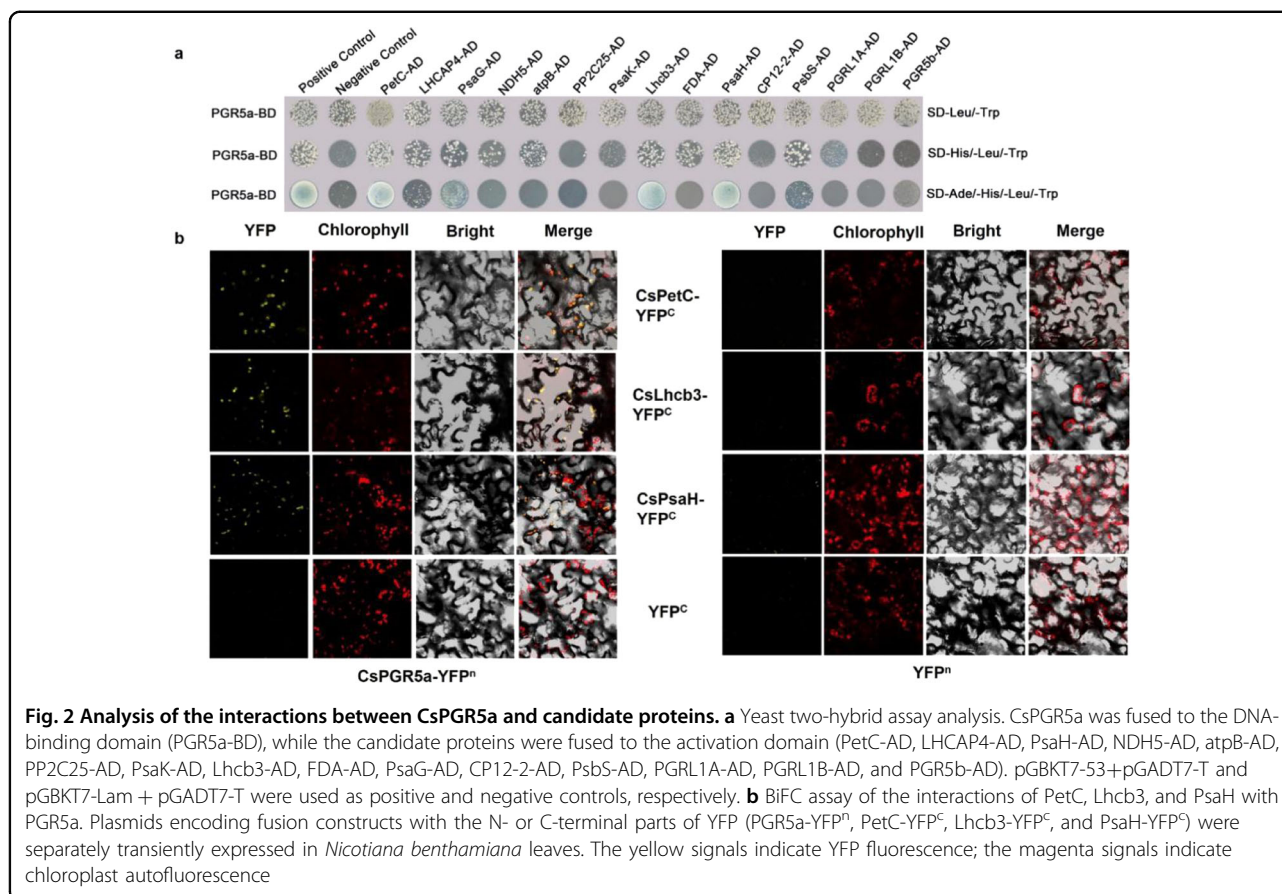 a
Positive Control
Negative Control
PetC-AD
LHCAP4-AD
PsaG-AD
NDH5-AD
atpB-AD
PP2C25-AD
PsaK-AD
Lhcb3-AD
FDA-AD
PsaH-AD
CP12-2-AD
PsbS-AD
PGRL1A-AD
PGRL1B-AD
PGR5b-AD
PGR5a-BD SD-Leu/-Trp
PGR5a-BD SD-His/-Leu/-Trp
PGR5a-BD SD-Ade/-His/-Leu/-Trp
b
YFP Chlorophyll Bright Merge YFP Chlorophyll Bright Merge
CsPetC-
YFPᶜ
CsLhcb3-
YFPᶜ
CsPsaH-
YFPᶜ
YFPᶜ
CsPGR5a-YFPⁿ YFPⁿ
Fig. 2 Analysis of the interactions between CsPGR5a and candidate proteins. a Yeast two-hybrid assay analysis. CsPGR5a was fused to the DNA-
binding domain (PGR5a-BD), while the candidate proteins were fused to the activation domain (PetC-AD, LHCAP4-AD, PsaH-AD, NDH5-AD, atpB-AD,
PP2C25-AD, PsaK-AD, Lhcb3-AD, FDA-AD, PsaG-AD, CP12-2-AD, PsbS-AD, PGRL1A-AD, PGRL1B-AD, and PGR5b-AD). pGBKT7-53+pGADT7-T and
pGBKT7-Lam + pGADT7-T were used as positive and negative controls, respectively. b BiFC assay of the interactions of PetC, Lhcb3, and PsaH with
PGR5a. Plasmids encoding fusion constructs with the N- or C-terminal parts of YFP (PGR5a-YFPⁿ, PetC-YFPᶜ, Lhcb3-YFPᶜ, and PsaH-YFPᶜ) were
separately transiently expressed in Nicotiana benthamiana leaves. The yellow signals indicate YFP fluorescence; the magenta signals indicate
chloroplast autofluorescence